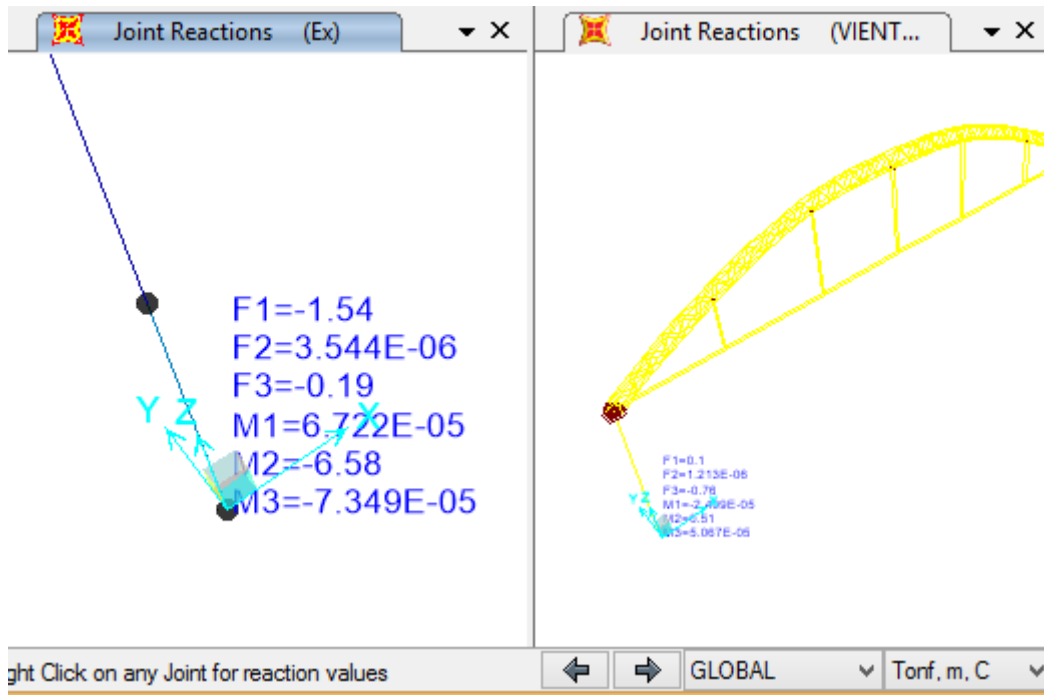 Joint Reactions (Ex)
F1=-1.54
F2=3.544E-06
F3=-0.19
M1=6.722E-05
M2=-6.58
M3=-7.349E-05
Y
Z
X
Joint Reactions (VIENT...
F1=0.1
F2=1.213E-06
F3=-0.76
Y
Z
ght Click on any Joint for reaction values
GLOBAL
Tonf, m, C